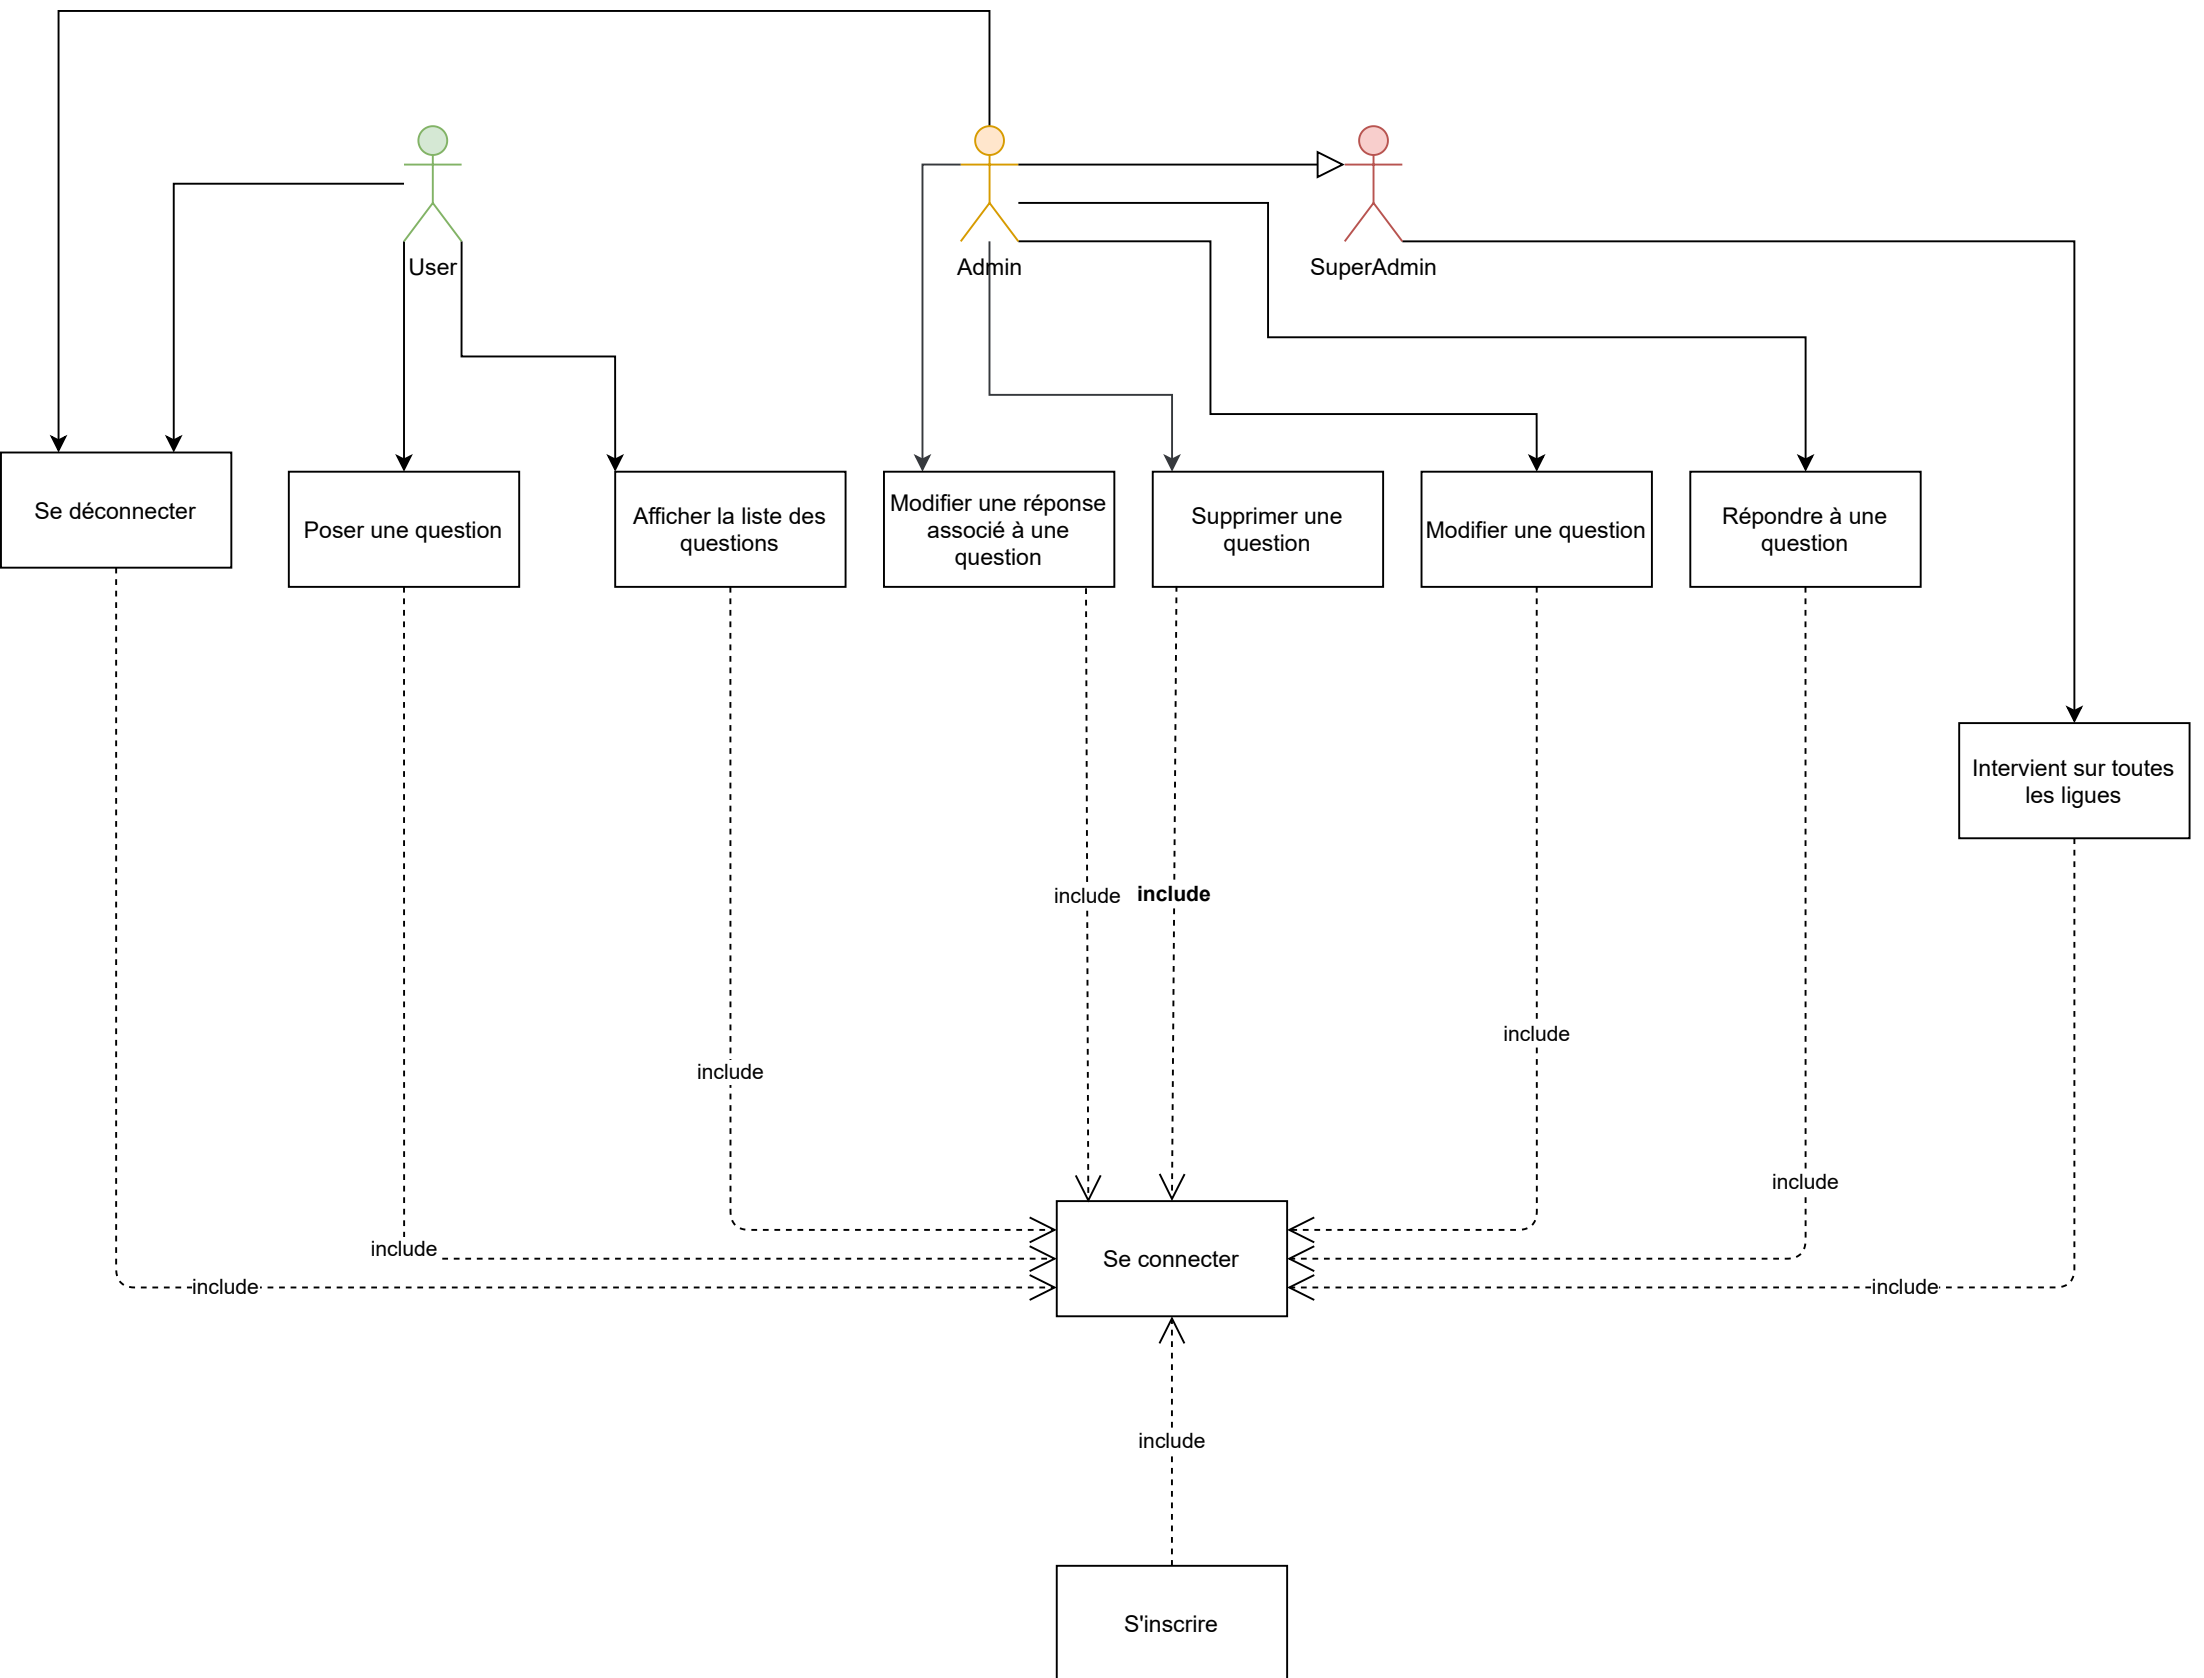 User
Admin
SuperAdmin
Se déconnecter
Poser une question
Afficher la liste des
questions
Modifier une réponse
associé à une
question
Supprimer une
question
Modifier une question
Répondre à une
question
Intervient sur toutes
les ligues
include
include
include
include
include
include
include
include
Se connecter
include
S'inscrire